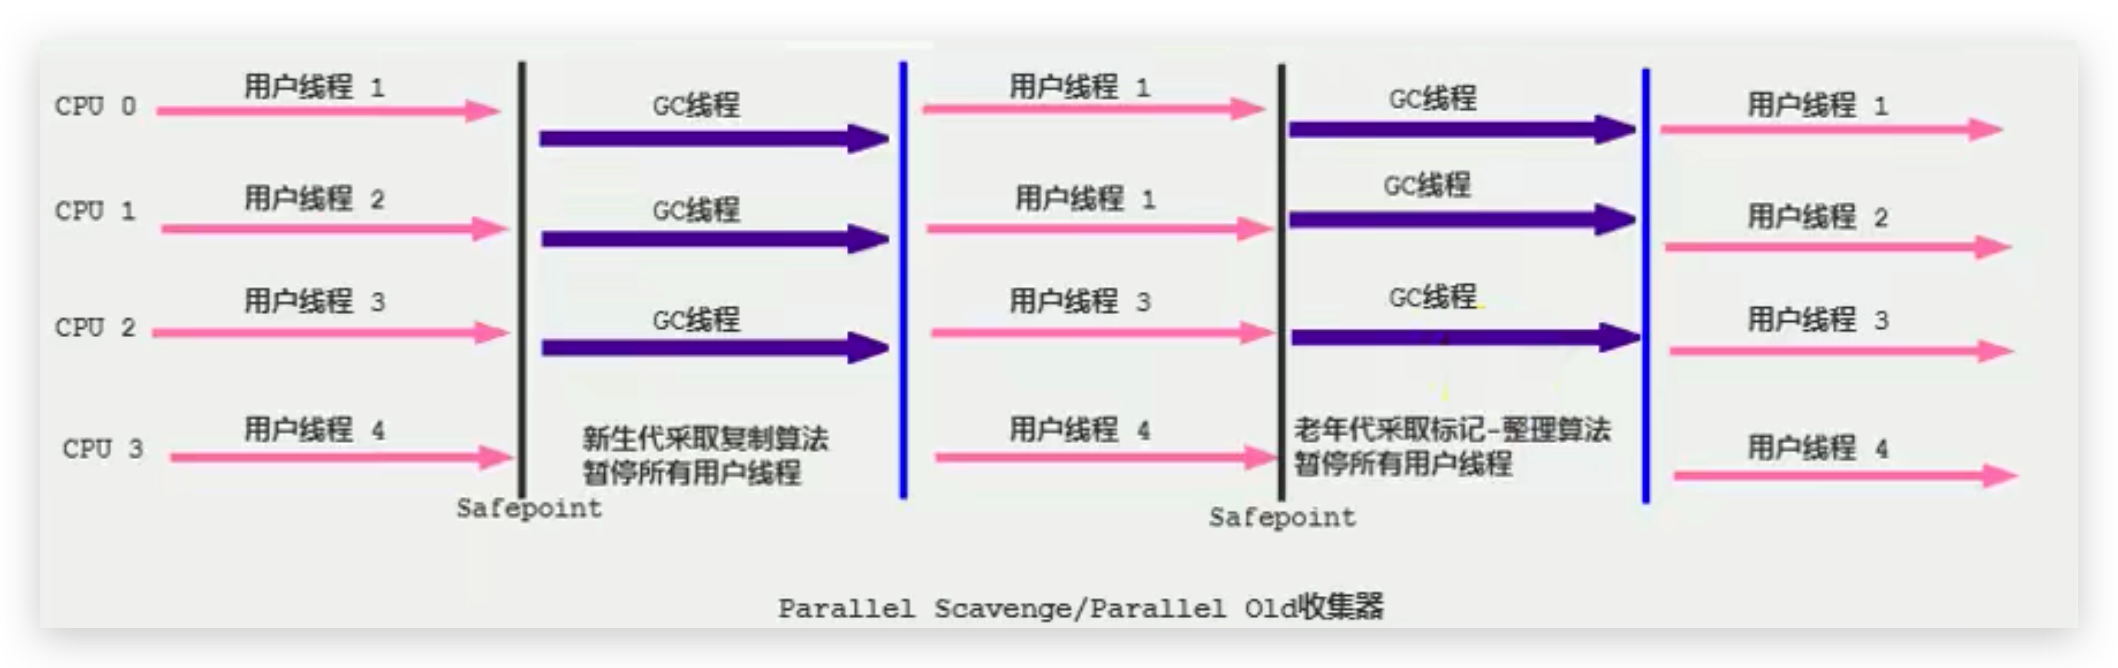 CPU 0
用户线程 1
GC线程
用户线程 1
GC线程
用户线程 1
CPU 1
用户线程 2
GC线程
用户线程 1
GC线程
用户线程 2
CPU 2
用户线程 3
GC线程
用户线程 3
GC线程
用户线程 3
CPU 3
用户线程 4
新生代采取复制算法
暂停所有用户线程
用户线程 4
老年代采取标记-整理算法
暂停所有用户线程
用户线程 4
Safepoint
Safepoint
Parallel Scavenge/Parallel Old收集器